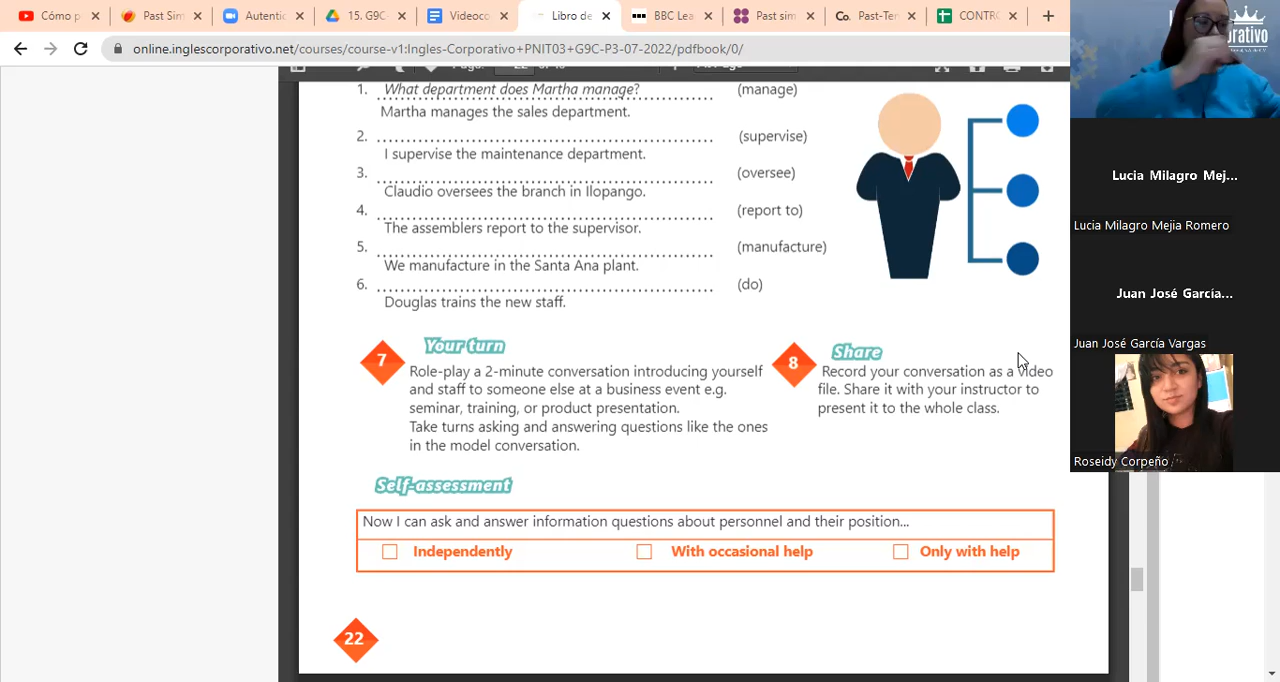 Cómo p
Past Sim
Autentic
15. G9C-
Videoco
Libro de
BBC Lea
Past sim
Past-Ter
CONTRO
online.inglescorporativo.net/courses/course-v1:Ingles-Corporativo+PNIT03+G9C-P3-07-2022/pdfbook/0/
1. What department does Martha manage? (manage)
Martha manages the sales department.
2. (supervise)
I supervise the maintenance department.
3. (oversee)
Claudio oversees the branch in Ilopango.
4. (report to)
The assemblers report to the supervisor.
5. (manufacture)
We manufacture in the Santa Ana plant.
6. (do)
Douglas trains the new staff.
7 Your turn
Role-play a 2-minute conversation introducing yourself
and staff to someone else at a business event e.g.
seminar, training, or product presentation.
Take turns asking and answering questions like the ones
in the model conversation.
8 Share
Record your conversation as a video
file. Share it with your instructor to
present it to the whole class.
Self-assessment
Now I can ask and answer information questions about personnel and their position...
Independently
With occasional help
Only with help
22
Lucia Milagro Mej...
Lucia Milagro Mejia Romero
Juan José García...
Juan José García Vargas
Roseidy Corpeño